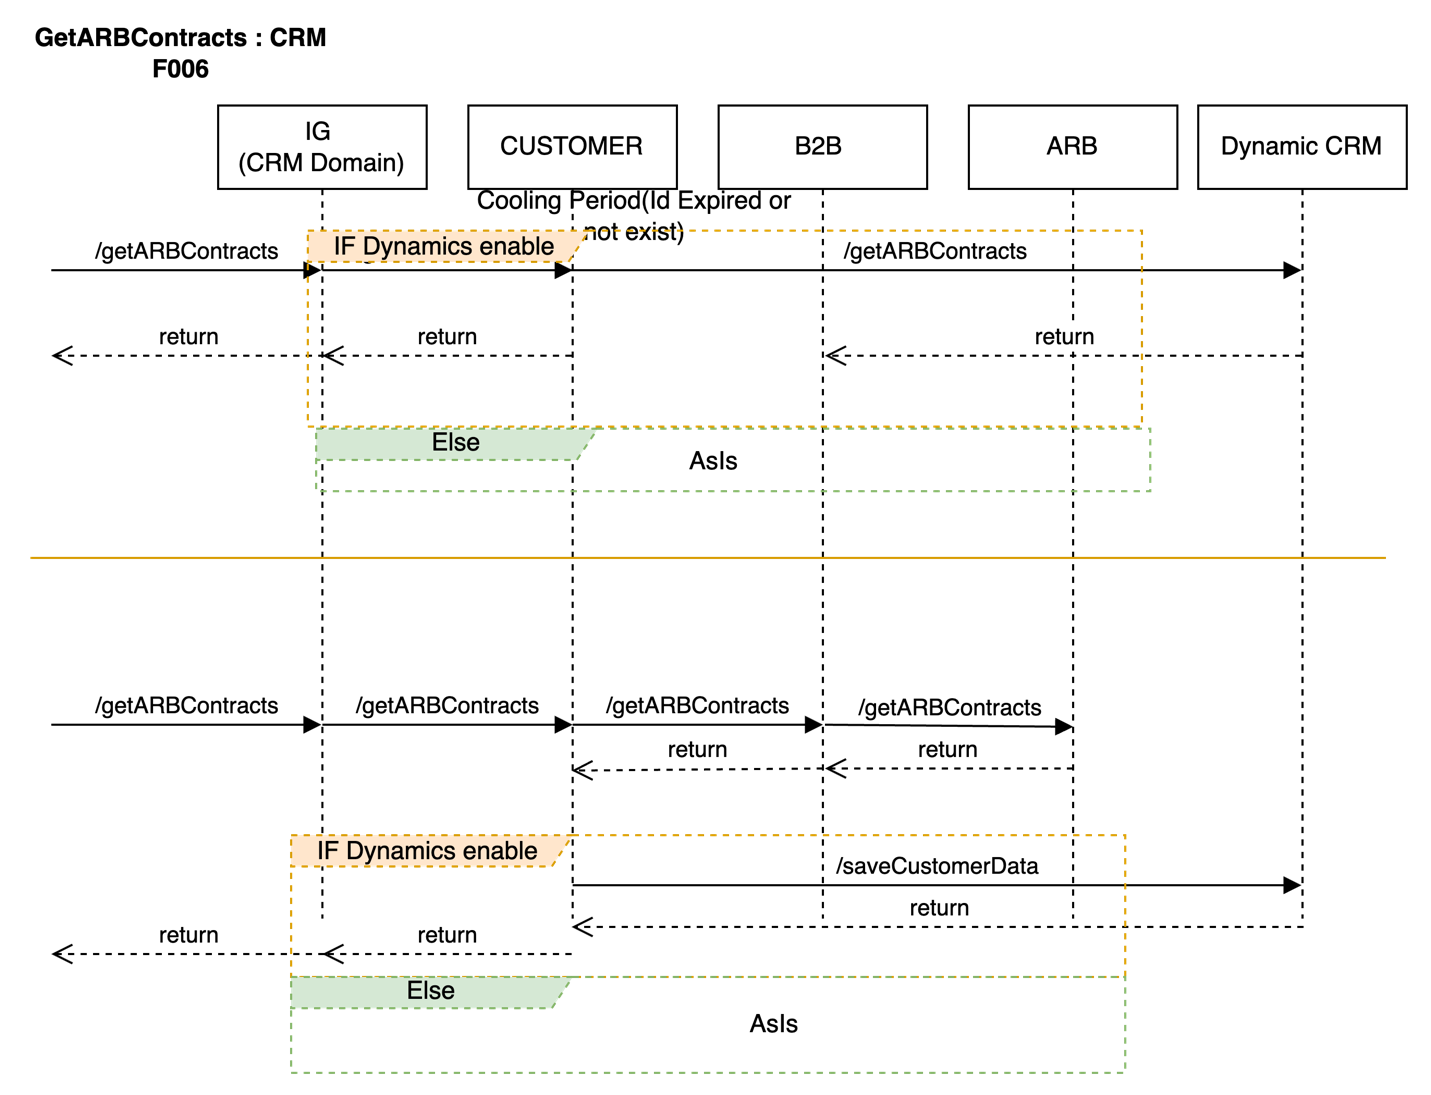 GetARBContracts : CRM
F006
IG
(CRM Domain)
CUSTOMER
B2B
ARB
Dynamic CRM
Cooling Period(Id Expired or
not exist)
IF Dynamics enable
/getARBContracts
/getARBContracts
return
return
return
Else
AsIs
/getARBContracts
/getARBContracts
/getARBContracts
/getARBContracts
return
return
IF Dynamics enable
/saveCustomerData
return
return
return
Else
AsIs